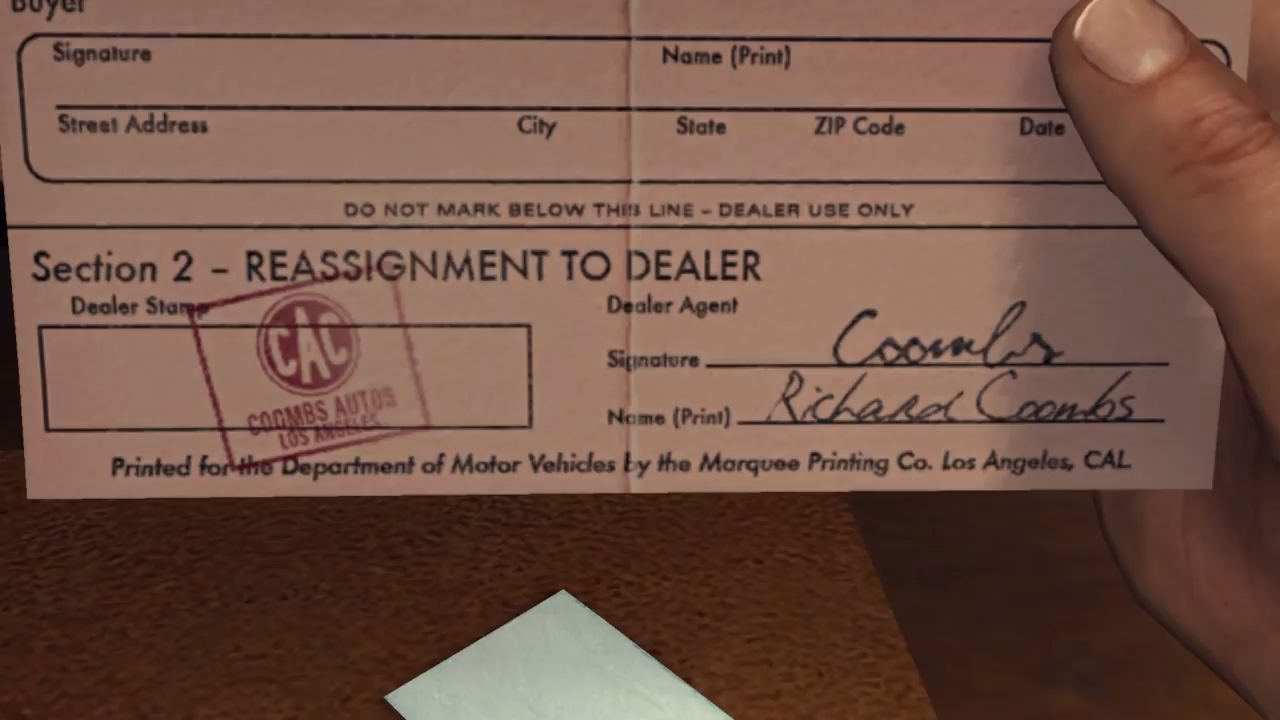 Buyer
Signature Name (Print)
Street Address City State ZIP Code Date
DO NOT MARK BELOW THIS LINE – DEALER USE ONLY
Section 2 – REASSIGNMENT TO DEALER
Dealer Stamp Dealer Agent
CAC
COOMBS AUTOS
LOS ANGELES
Signature Coombs
Name (Print) Richard Coombs
Printed for the Department of Motor Vehicles by the Marquee Printing Co. Los Angeles, CAL